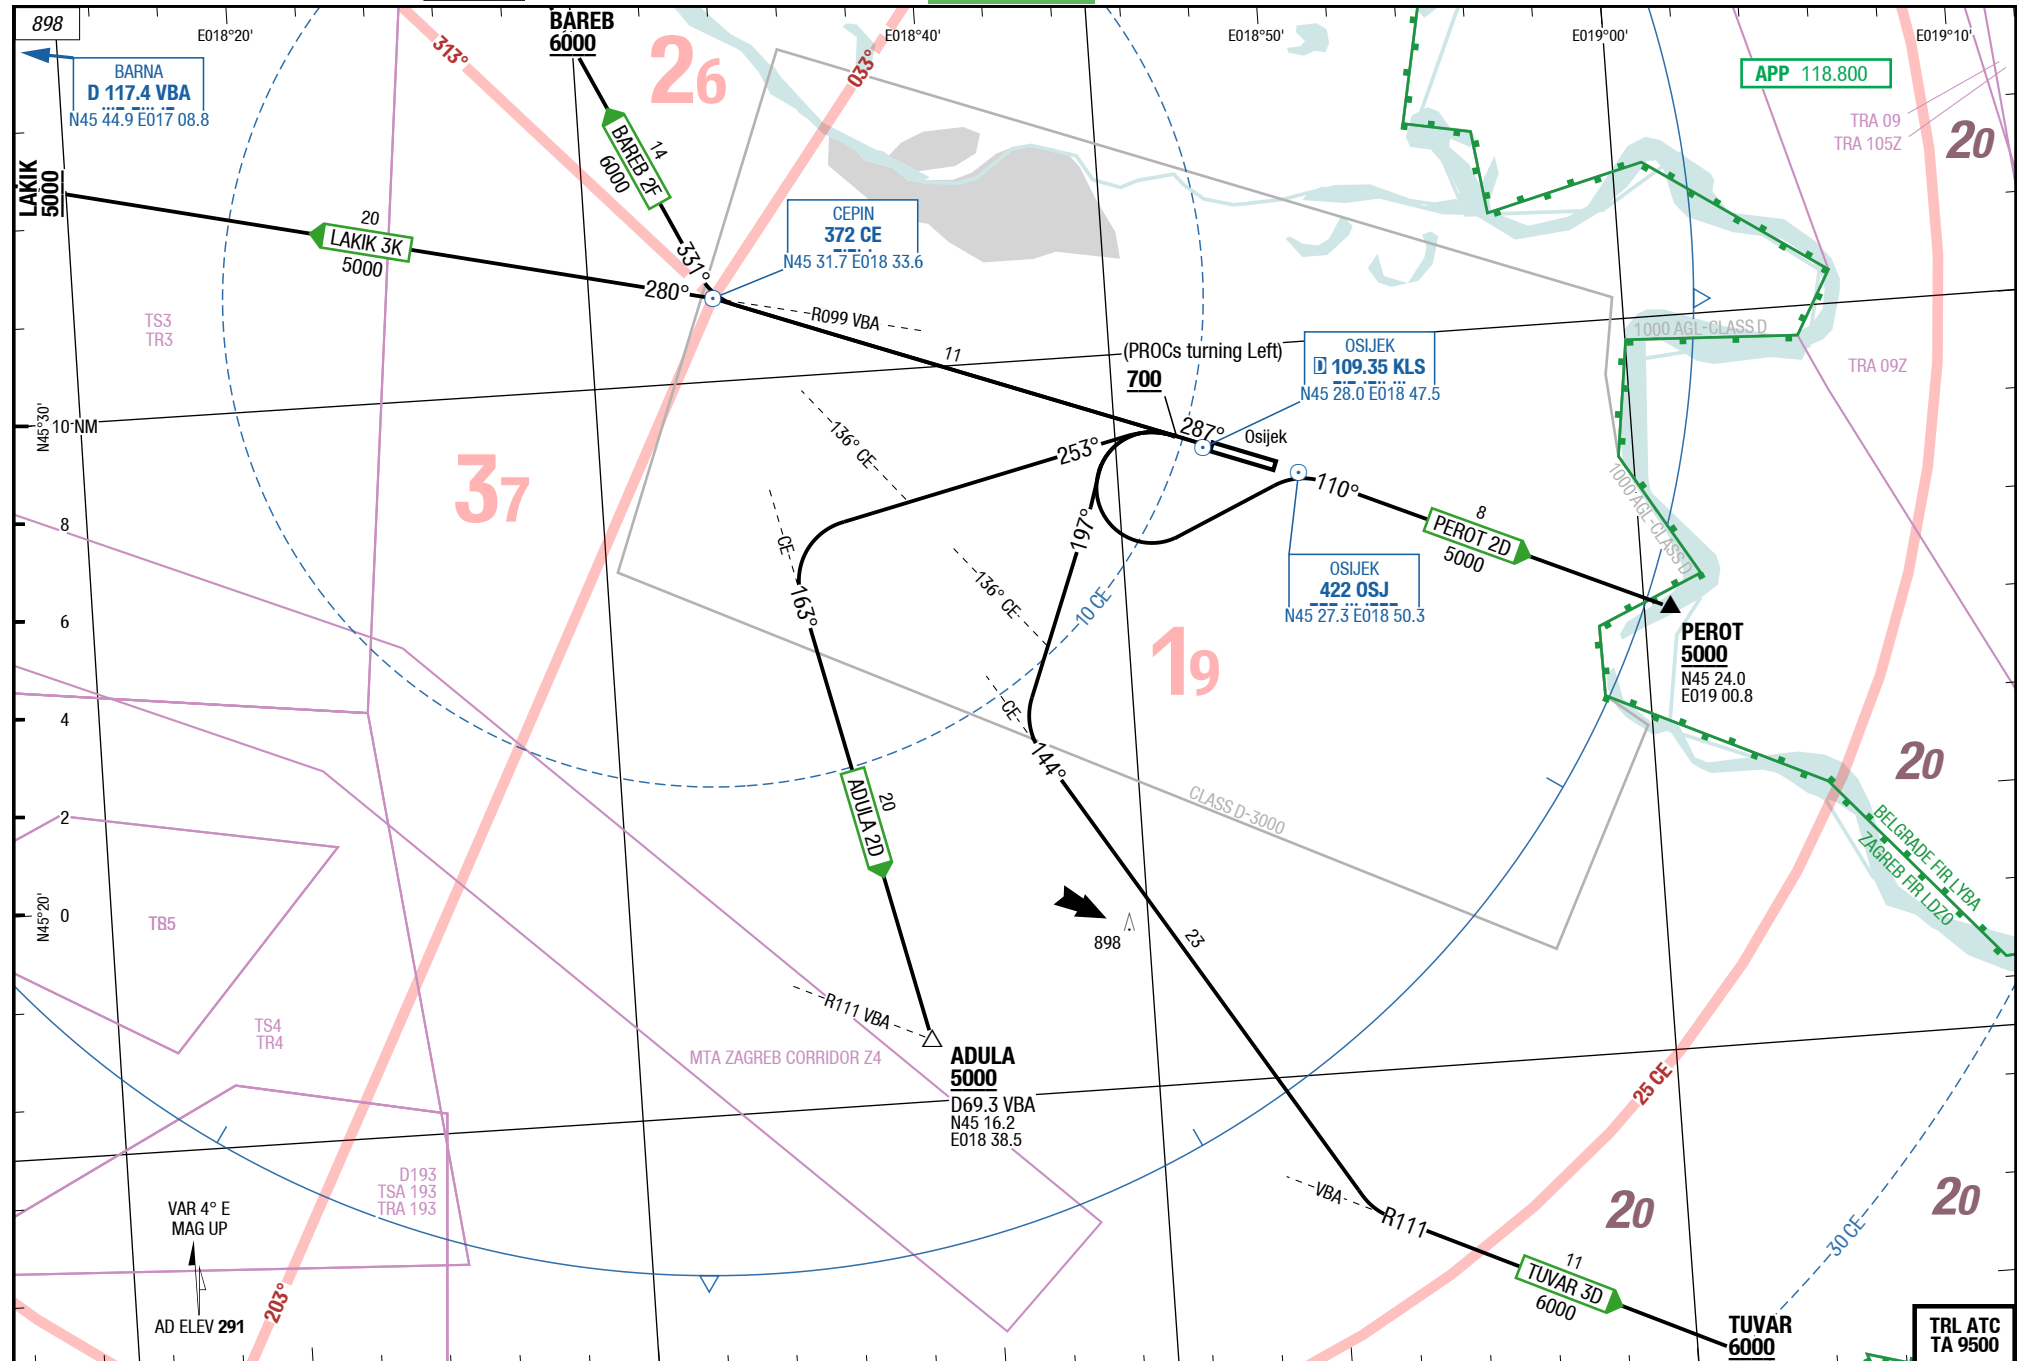 898
E018°20'
BAREB
6000
E018°40'
E018°50'
E019°00'
E019°10'
313°
26
033°
BARNA
D 117.4 VBA
N45 44.9 E017 08.8
APP 118.800
TRA 09
TRA 105Z
20
LAKIK
5000
14
BAREB 2F
6000
20
LAKIK 3K
5000
331°
280°
CEPIN
372 CE
N45 31.7 E018 33.6
R099 VBA
TS3
TR3
11
(PROCs turning Left)
700
OSIJEK
D 109.35 KLS
N45 28.0 E018 47.5
1000 AGL-CLASS D
TRA 09Z
N45°30'
10 NM
287°
Osijek
253°
136° CE
37
110°
8
PEROT 2D
5000
1000 AGL-CLASS D
8
CE
197°
OSIJEK
422 OSJ
N45 27.3 E018 50.3
136° CE
10 CE
163°
6
19
PEROT
5000
N45 24.0
E019 00.8
4
CE
144°
20
20
ADULA 2D
CLASS D-3000
2
BELGRADE FIR LYBA
ZAGREB FIR LDZO
N45°20'
0
TB5
898
23
R111 VBA
TS4
TR4
MTA ZAGREB CORRIDOR Z4
ADULA
5000
D69.3 VBA
N45 16.2
E018 38.5
25 CE
D193
TSA 193
TRA 193
VBA
R111
20
20
30 CE
VAR 4° E
MAG UP
203°
11
TUVAR 3D
6000
AD ELEV 291
TUVAR
6000
TRL ATC
TA 9500